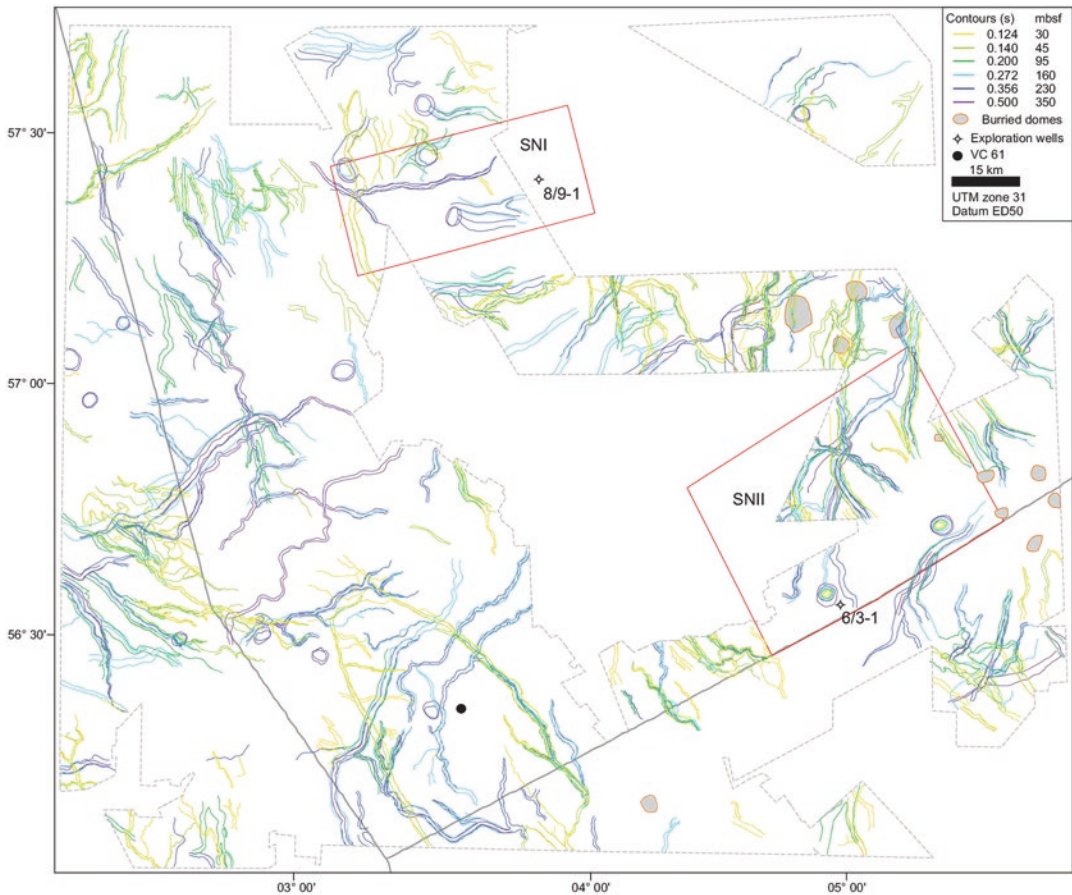 Contours (s) mbsf
0.124 30
0.140 45
0.200 95
0.272 160
0.356 230
0.500 350
Burried domes
Exploration wells
VC 61
15 km
UTM zone 31
Datum ED50
57° 30'
SNI
8/9-1
57° 00'
SNII
56° 30'
6/3-1
03° 00'
04° 00'
05° 00'